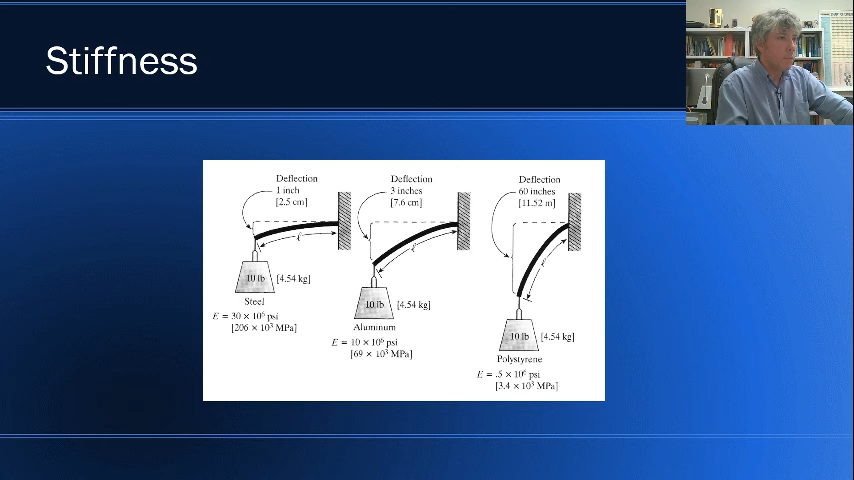 Stiffness
Deflection
1 inch
[2.5 cm]
ℓ
10 lb [4.54 kg]
Steel
E = 30 × 10⁶ psi
[206 × 10³ MPa]
Deflection
3 inches
[7.6 cm]
ℓ
10 lb [4.54 kg]
Aluminum
E = 10 × 10⁶ psi
[69 × 10³ MPa]
Deflection
60 inches
[11.52 m]
ℓ
10 lb [4.54 kg]
Polystyrene
E = .5 × 10⁶ psi
[3.4 × 10³ MPa]